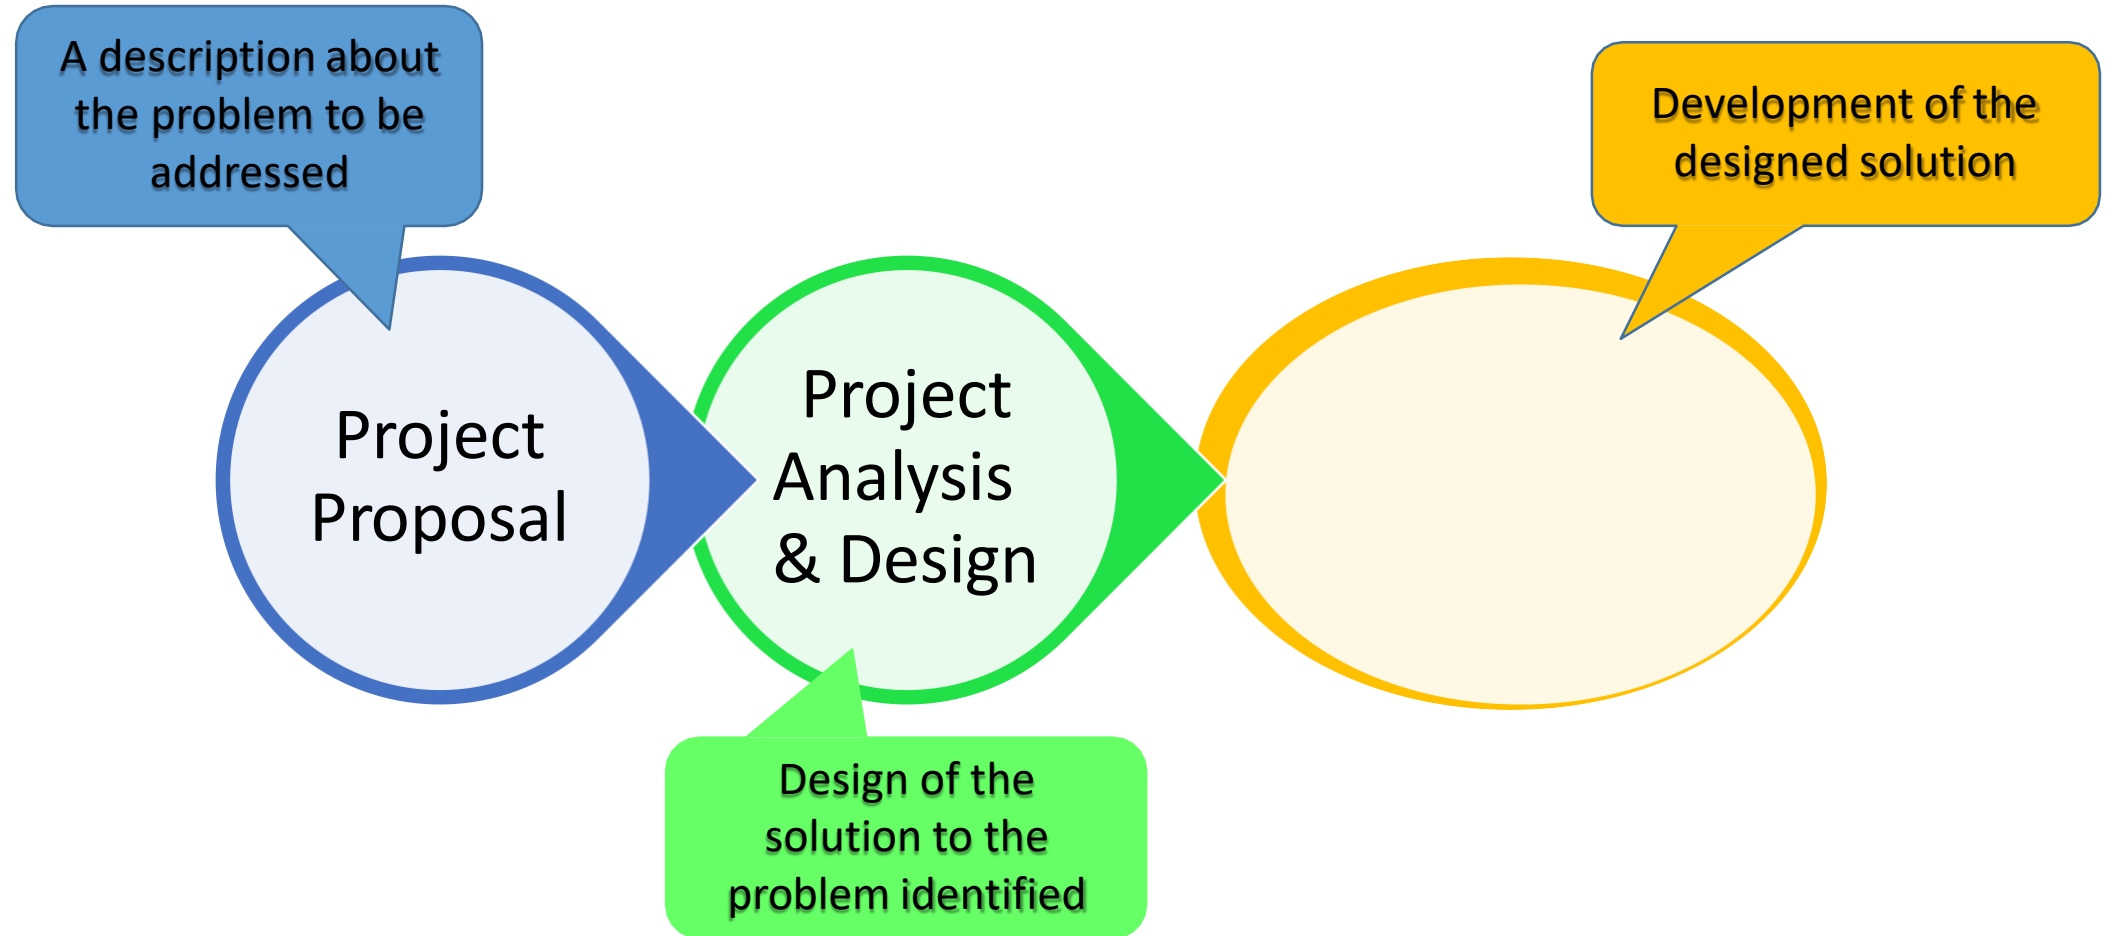 A description about
the problem to be
addressed
Development of the
designed solution
Project
Proposal
Project
Analysis
& Design
Design of the
solution to the
problem identified